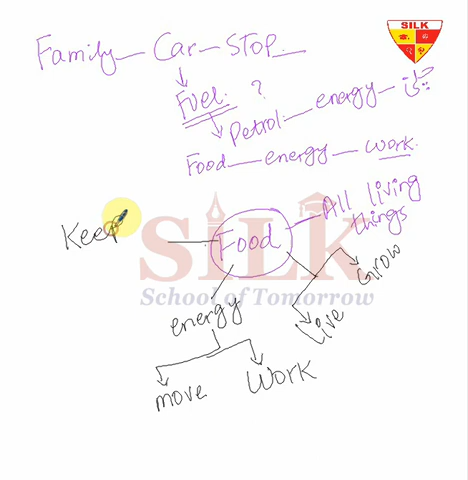 SILK
Family — Car — STOP
Fuel. ?
Petrol — energy —
Food — energy — work.
All living
things
Keep
Food
Grow
SILK
School of Tomorrow
energy
Live
move
Work